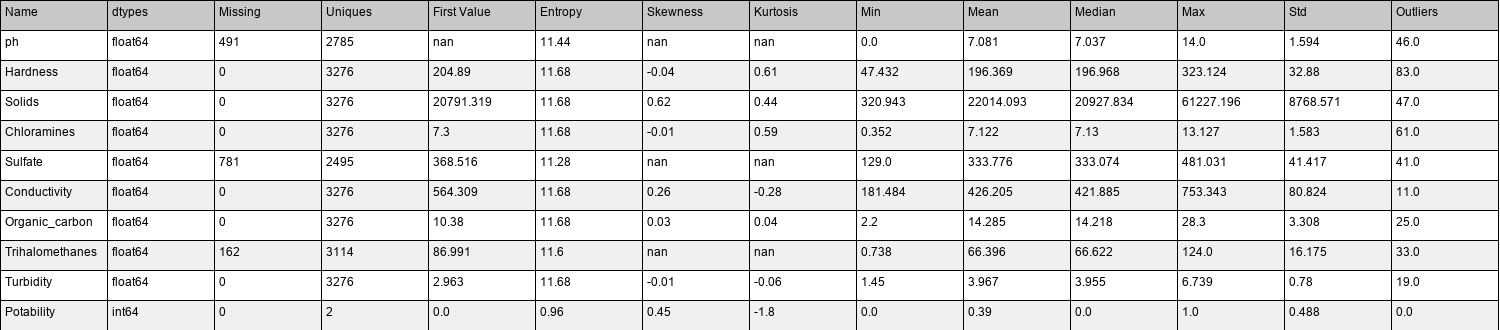 Name dtypes Missing Uniques First Value Entropy Skewness Kurtosis Min Mean Median Max Std Outliers
ph float64 491 2785 nan 11.44 nan nan 0.0 7.081 7.037 14.0 1.594 46.0
Hardness float64 0 3276 204.89 11.68 -0.04 0.61 47.432 196.369 196.968 323.124 32.88 83.0
Solids float64 0 3276 20791.319 11.68 0.62 0.44 320.943 22014.093 20927.834 61227.196 8768.571 47.0
Chloramines float64 0 3276 7.3 11.68 -0.01 0.59 0.352 7.122 7.13 13.127 1.583 61.0
Sulfate float64 781 2495 368.516 11.28 nan nan 129.0 333.776 333.074 481.031 41.417 41.0
Conductivity float64 0 3276 564.309 11.68 0.26 -0.28 181.484 426.205 421.885 753.343 80.824 11.0
Organic_carbon float64 0 3276 10.38 11.68 0.03 0.04 2.2 14.285 14.218 28.3 3.308 25.0
Trihalomethanes float64 162 3114 86.991 11.6 nan nan 0.738 66.396 66.622 124.0 16.175 33.0
Turbidity float64 0 3276 2.963 11.68 -0.01 -0.06 1.45 3.967 3.955 6.739 0.78 19.0
Potability int64 0 2 0.0 0.96 0.45 -1.8 0.0 0.39 0.0 1.0 0.488 0.0